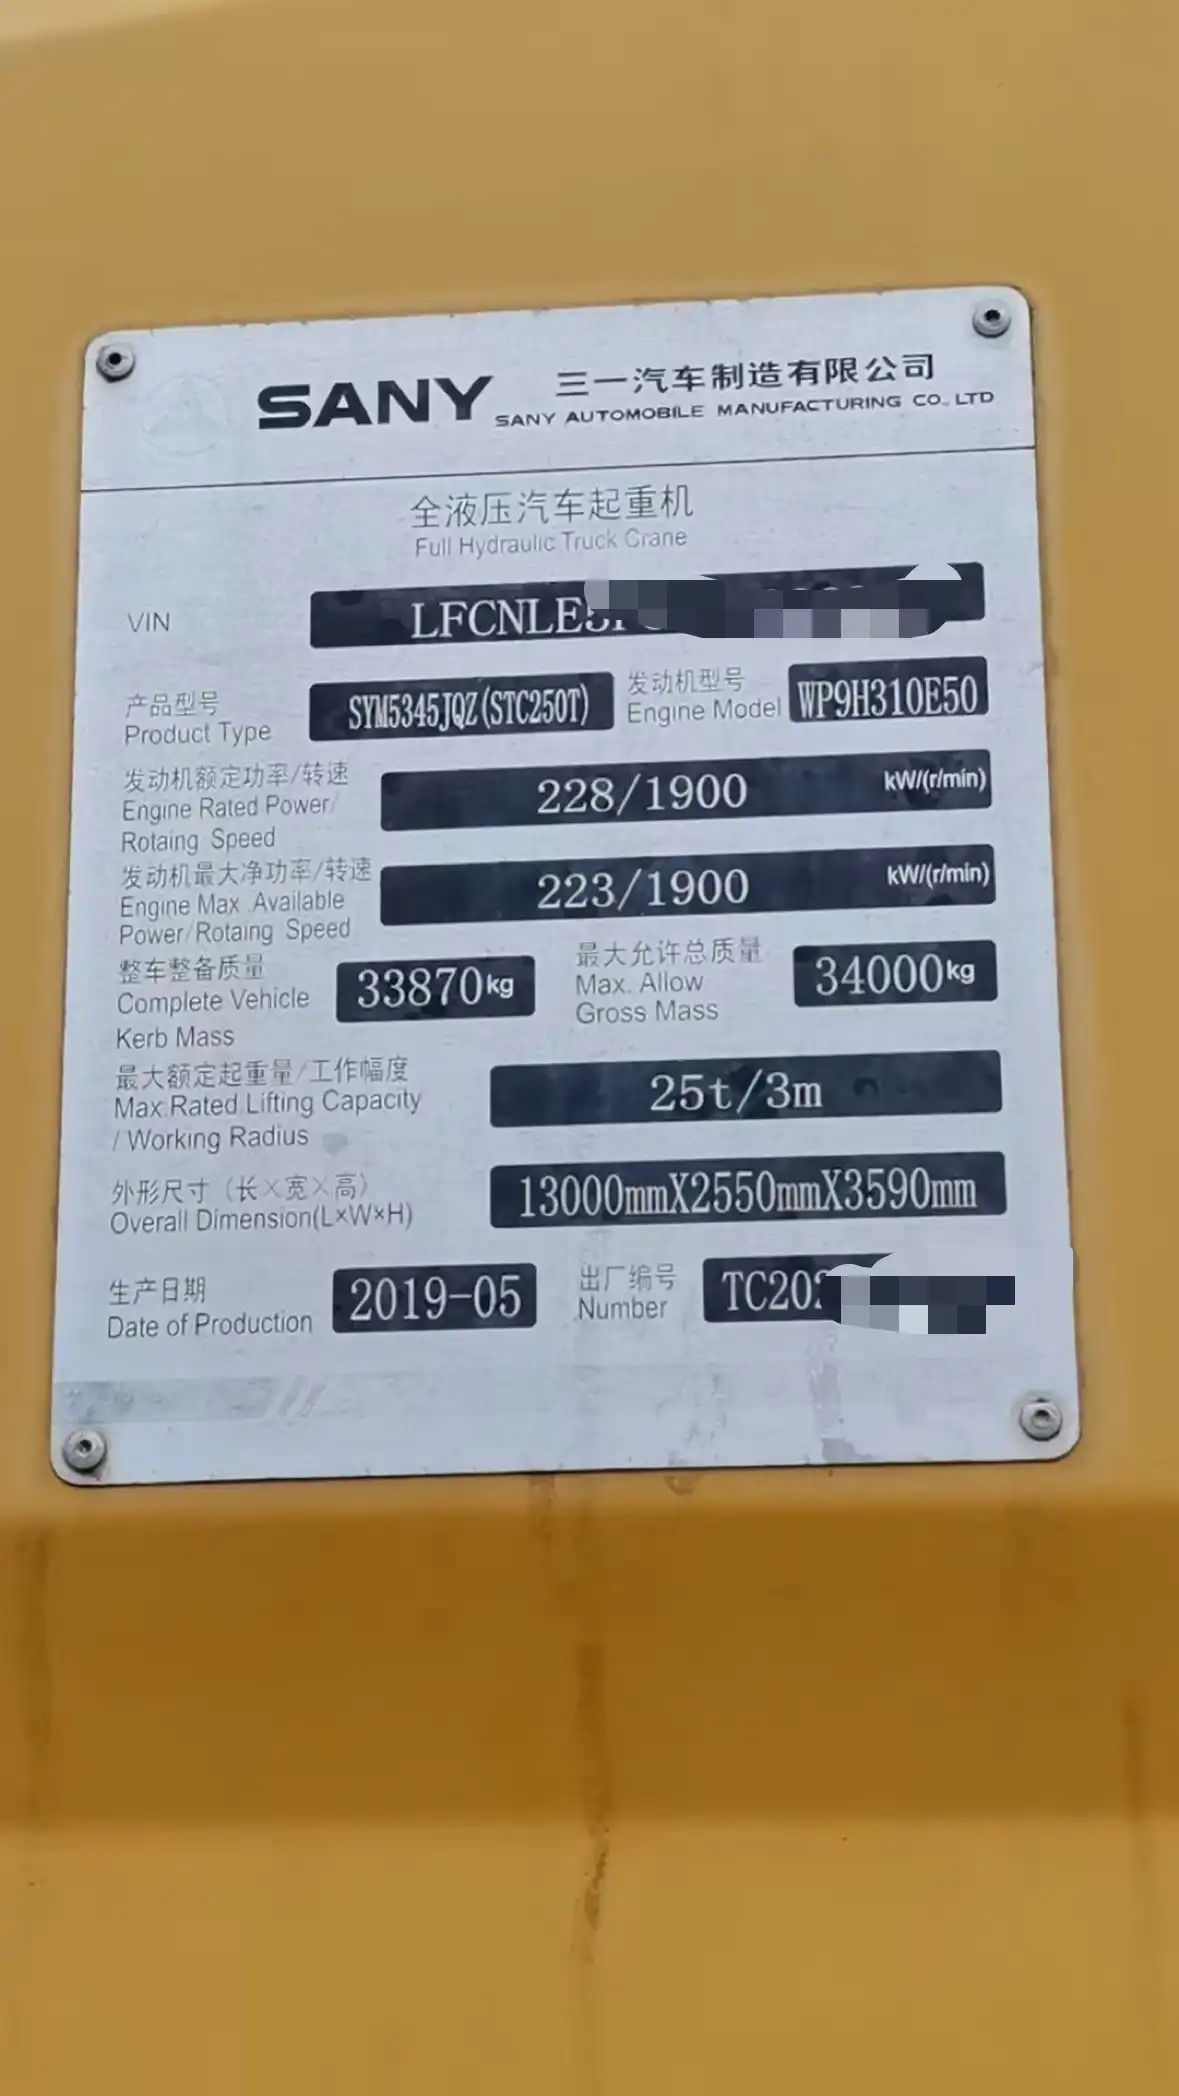 SANY 三一汽车制造有限公司
SANY AUTOMOBILE MANUFACTURING CO., LTD
全液压汽车起重机
Full Hydraulic Truck Crane
VIN LFCNLE5
产品型号 SYM5345JQZ(STC250T) 发动机型号 WP9H310E50
Product Type Engine Model
发动机额定功率/转速 228/1900 kW/(r/min)
Engine Rated Power/
Rotaing Speed
发动机最大净功率/转速 223/1900 kW/(r/min)
Engine Max .Available
Power/Rotaing Speed
整车整备质量 33870kg 最大允许总质量 34000kg
Complete Vehicle Max. Allow
Kerb Mass Gross Mass
最大额定起重量/工作幅度 25t/3m
Max.Rated Lifting Capacity
/ Working Radius
外形尺寸（长×宽×高） 13000mmX2550mmX3590mm
Overall Dimension(L×W×H)
生产日期 2019-05 出厂编号 TC202
Date of Production Number